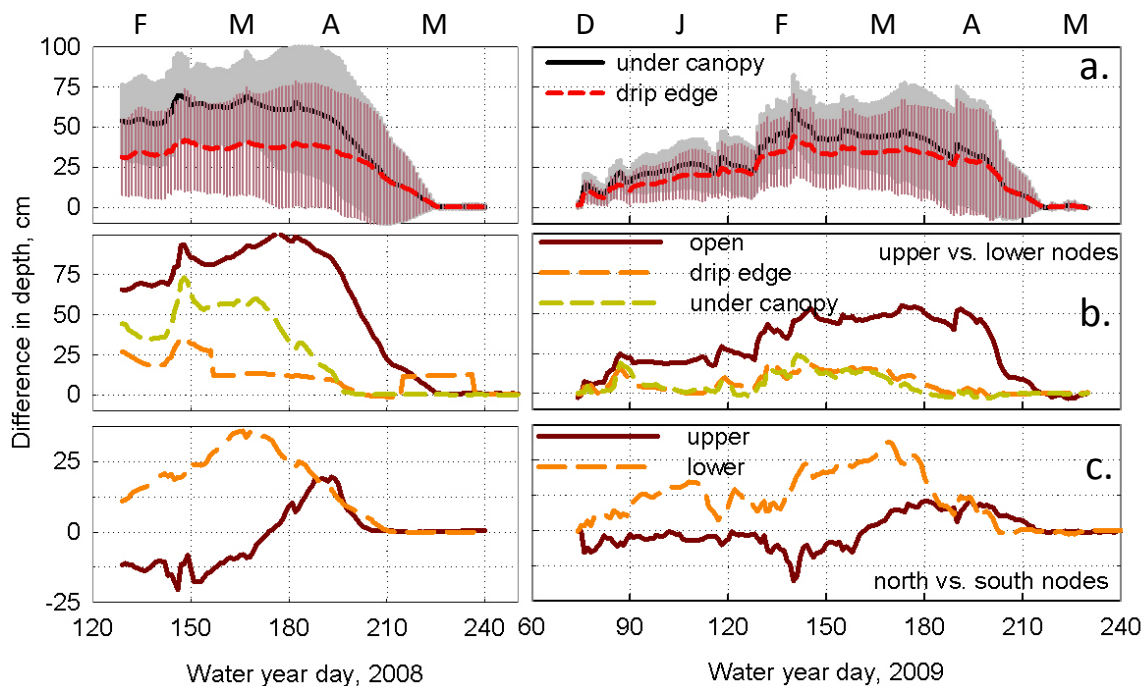 F M A M D J F M A M
100
75
50
25
0
under canopy
drip edge
a.
75
50
25
0
open
drip edge
under canopy
upper vs. lower nodes
b.
25
0
-25
upper
lower
c.
north vs. south nodes
Difference in depth, cm
120 150 180 210 240 60 90 120 150 180 210 240
Water year day, 2008 Water year day, 2009